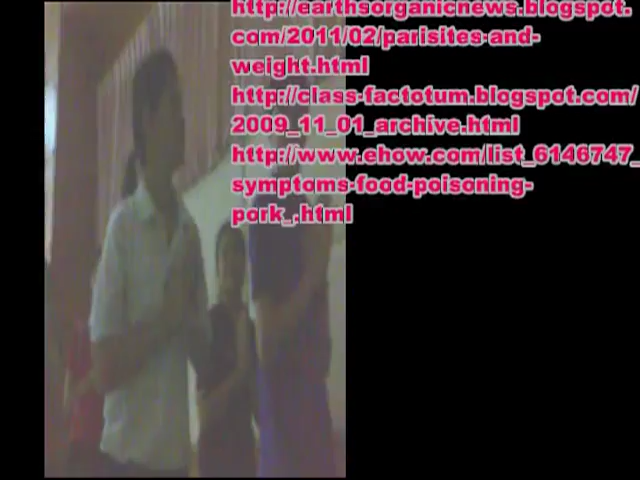 http://earthsorganicnews.blogspot.
com/2011/02/parisites-and-
weight.html
http://class-factotum.blogspot.com/
2009_11_01_archive.html
http://www.ehow.com/list_6146747_
symptoms-food-poisoning-
pork_.html